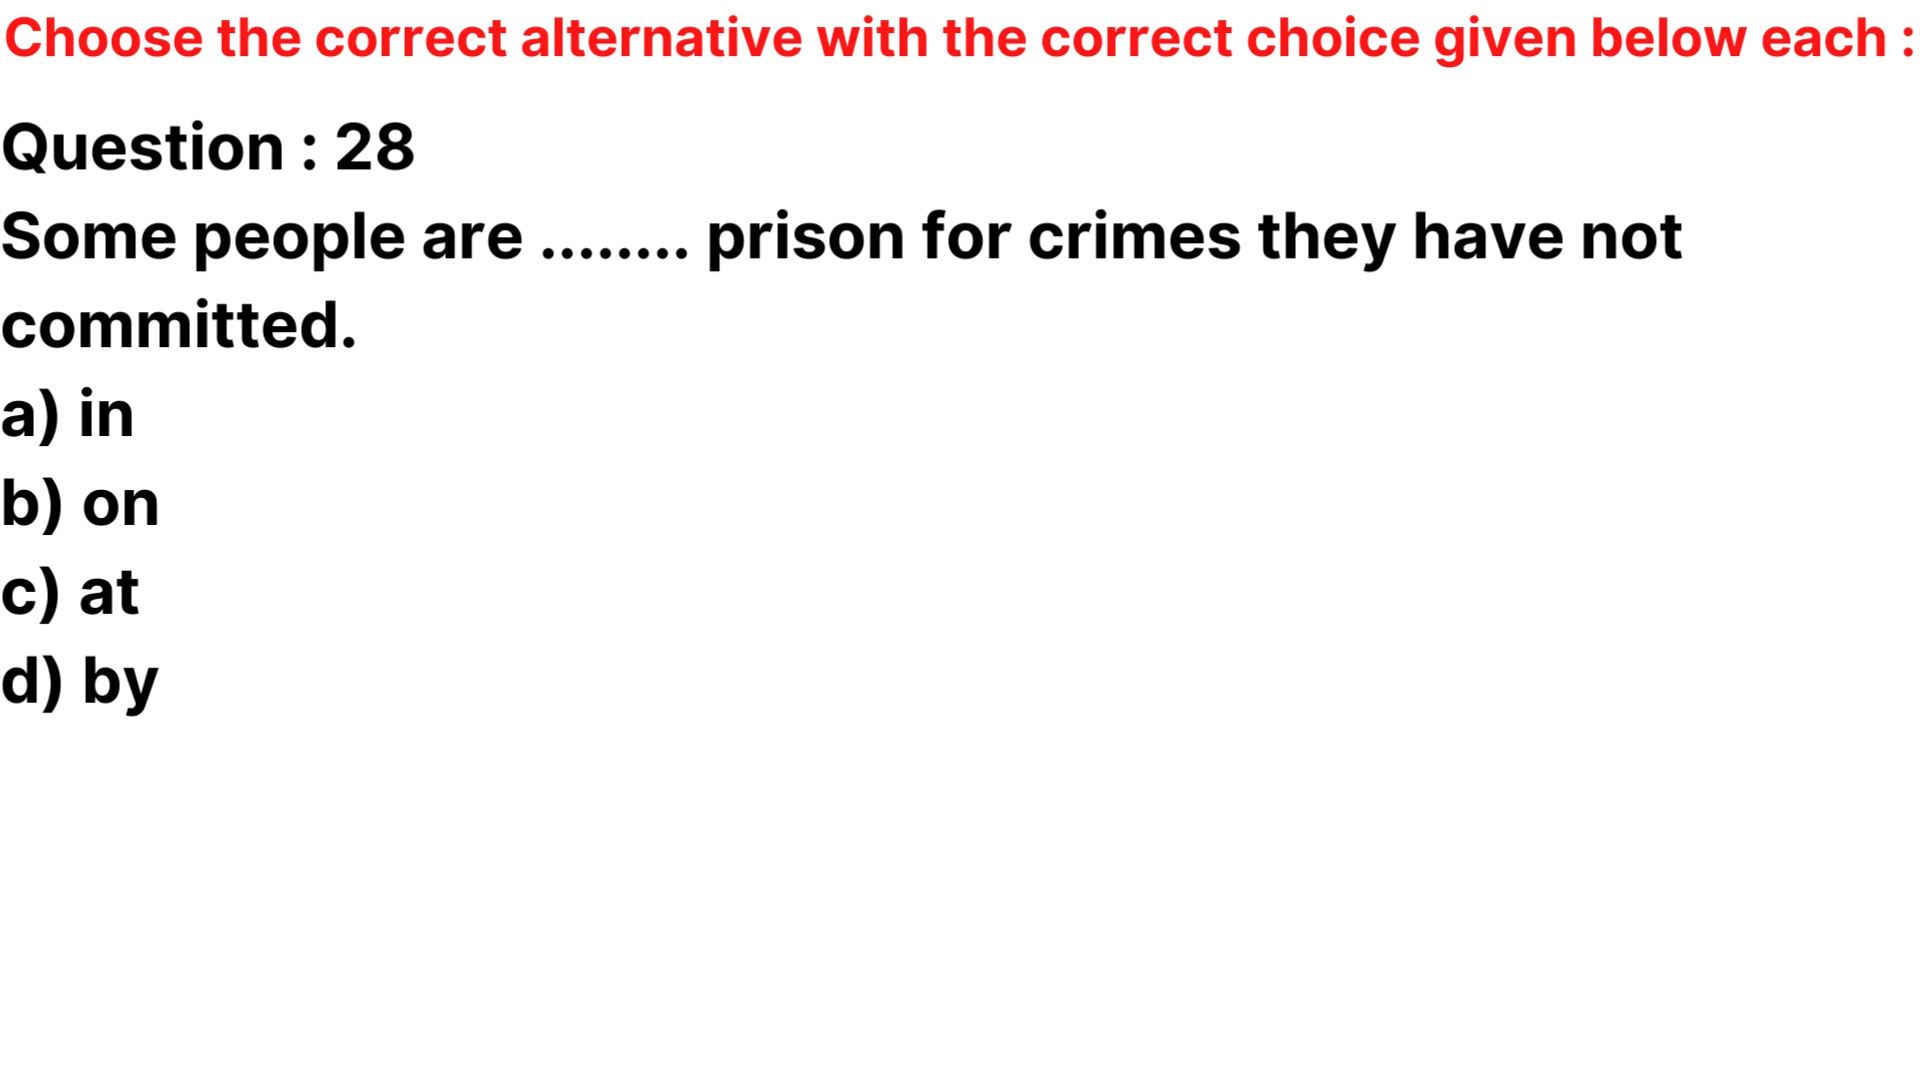 Choose the correct alternative with the correct choice given below each :
Question : 28
Some people are ........ prison for crimes they have not
committed.
a) in
b) on
c) at
d) by